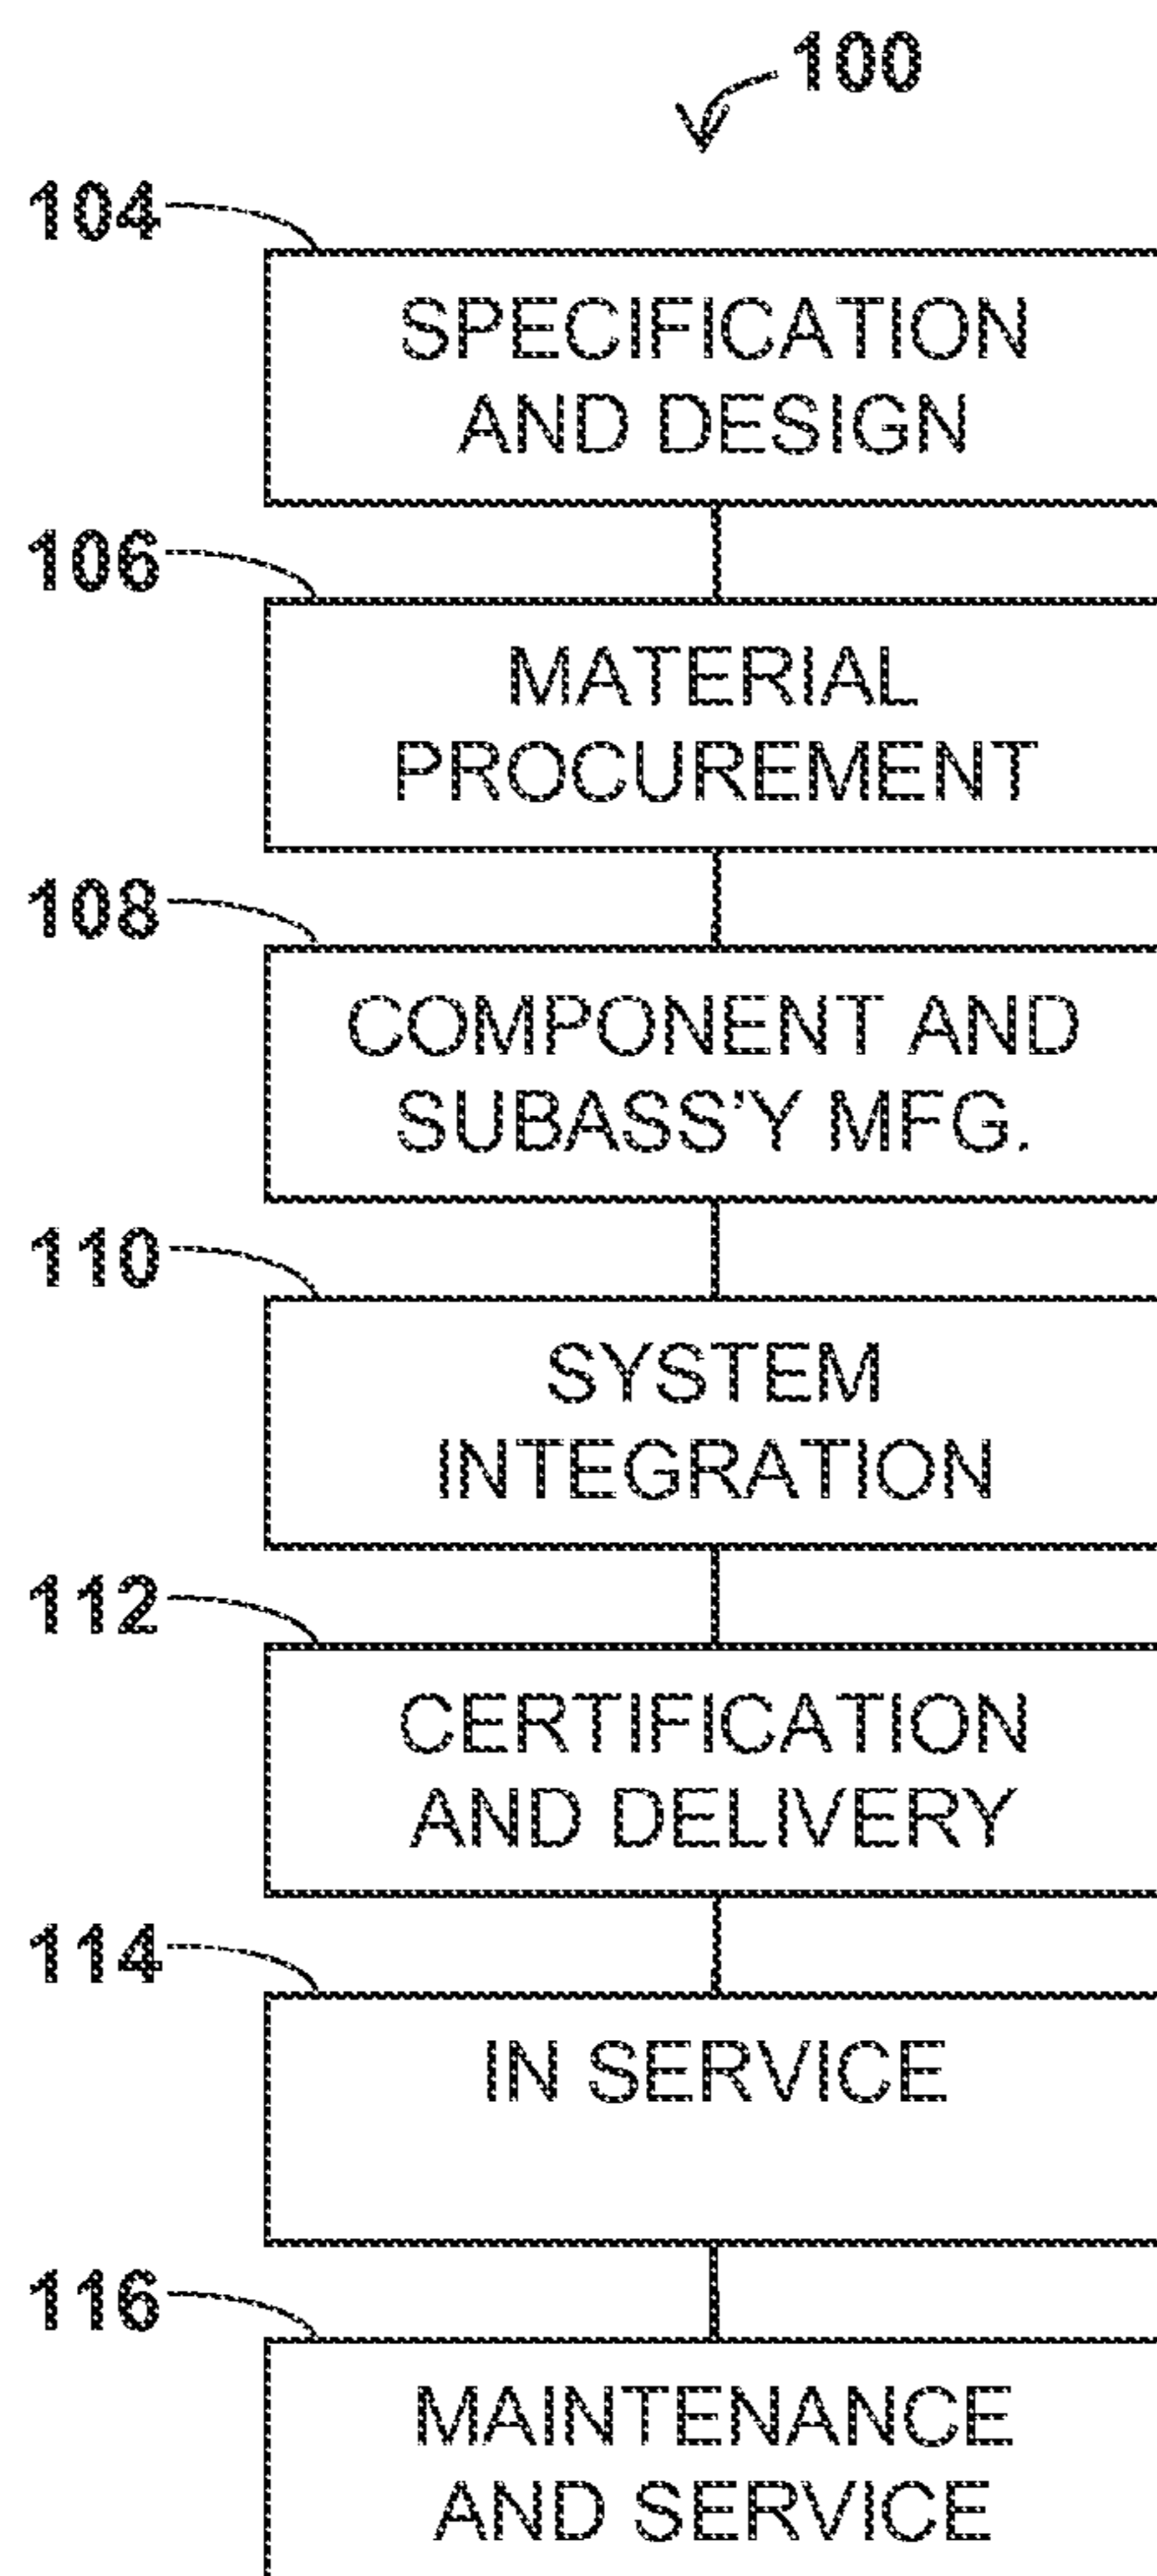 100
104
SPECIFICATION
AND DESIGN
106
MATERIAL
PROCUREMENT
108
COMPONENT AND
SUBASS’Y MFG.
110
SYSTEM
INTEGRATION
112
CERTIFICATION
AND DELIVERY
114
IN SERVICE
116
MAINTENANCE
AND SERVICE